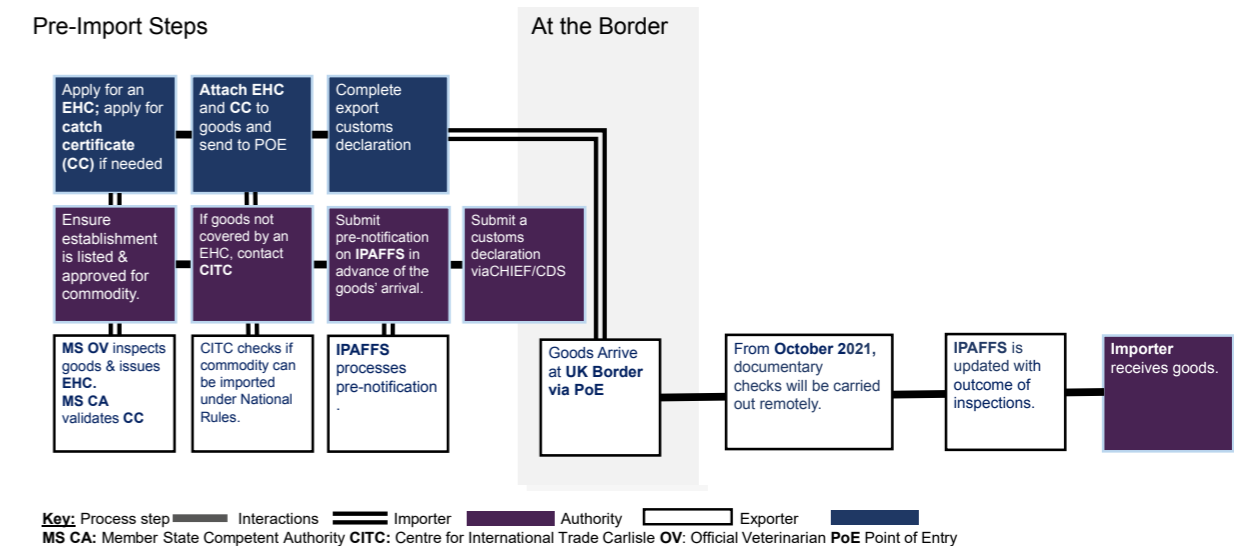 Pre-Import Steps
At the Border
Apply for an
EHC; apply for
catch
certificate
(CC) if needed
Attach EHC
and CC to
goods and
send to POE
Complete
export
customs
declaration
Ensure
establishment
is listed &
approved for
commodity.
If goods not
covered by an
EHC, contact
CITC
Submit
pre-notification
on IPAFFS in
advance of the
goods' arrival.
Submit a
customs
declaration
viaCHIEF/CDS
MS OV inspects
goods & issues
EHC.
MS CA
validates CC
CITC checks if
commodity can
be imported
under National
Rules.
IPAFFS
processes
pre-notification
.
Goods Arrive
at UK Border
via PoE
From October 2021,
documentary
checks will be carried
out remotely.
IPAFFS is
updated with
outcome of
inspections.
Importer
receives goods.
Key: Process step Interactions Importer Authority Exporter
MS CA: Member State Competent Authority CITC: Centre for International Trade Carlisle OV: Official Veterinarian PoE Point of Entry